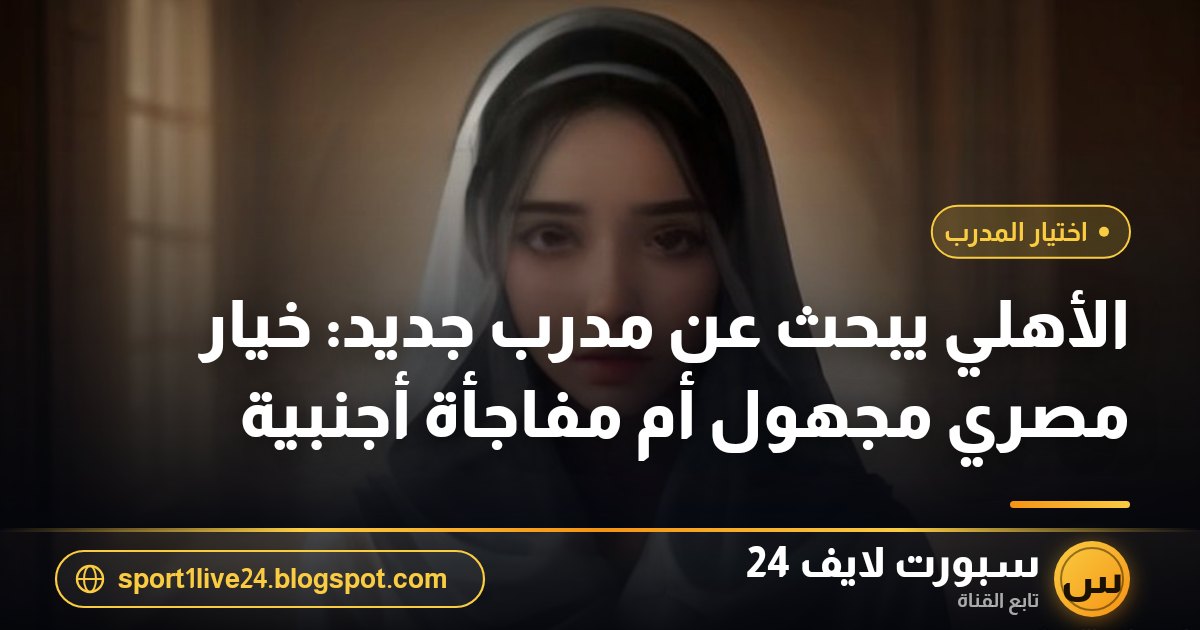 • اختيار المدرب
الأهلي يبحث عن مدرب جديد: خيار
مصري مجهول أم مفاجأة أجنبية
سبورت لايف 24
تابع القناة
س
sport1live24.blogspot.com